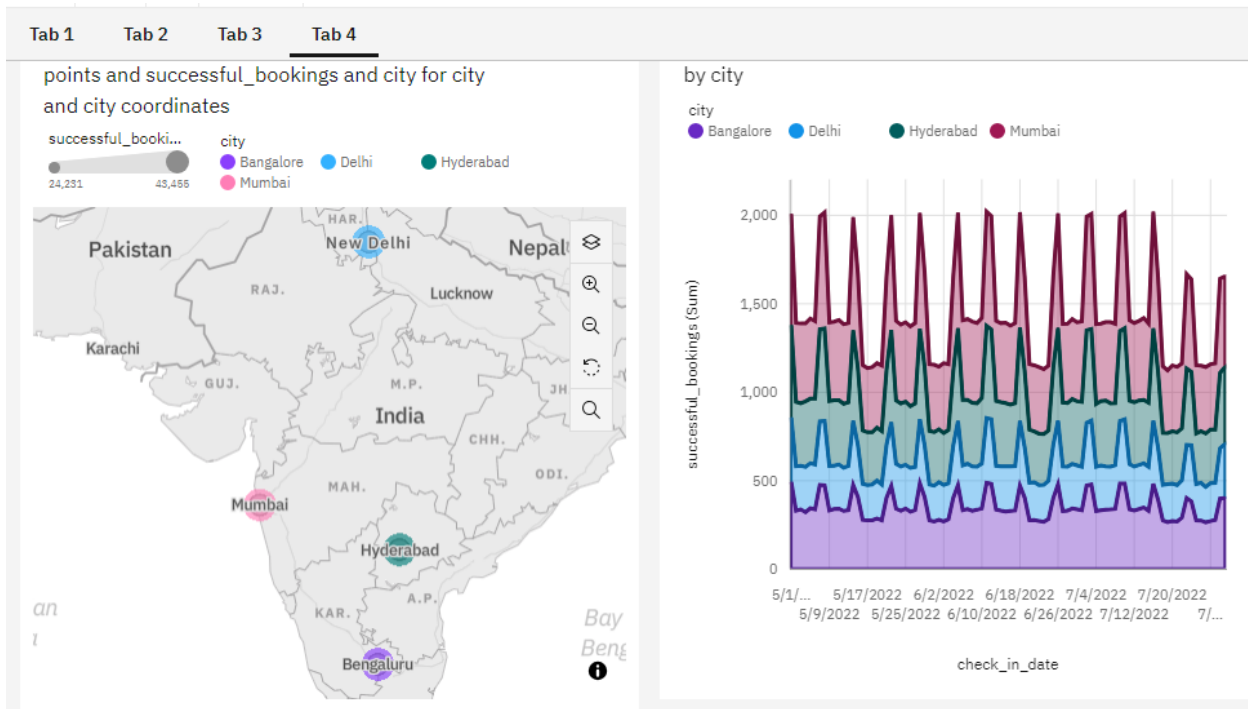 Tab 1 Tab 2 Tab 3 Tab 4
points and successful_bookings and city for city
and city coordinates
successful_booki...
24,231 43,455
city
Bangalore Delhi Hyderabad
Mumbai
HAR.
New Delhi
Pakistan
Nepal
RAJ.
Lucknow
Karachi
GUJ.
M.P.
JH
India
CHH.
ODI.
MAH.
Mumbai
Hyderabad
A.P.
KAR.
an
Bay
Beng
Bengaluru
by city
city
Bangalore Delhi Hyderabad Mumbai
successful_bookings (Sum)
2,000
1,500
1,000
500
0
5/1/... 5/17/2022 6/2/2022 6/18/2022 7/4/2022 7/20/2022
5/9/2022 5/25/2022 6/10/2022 6/26/2022 7/12/2022 7/...
check_in_date